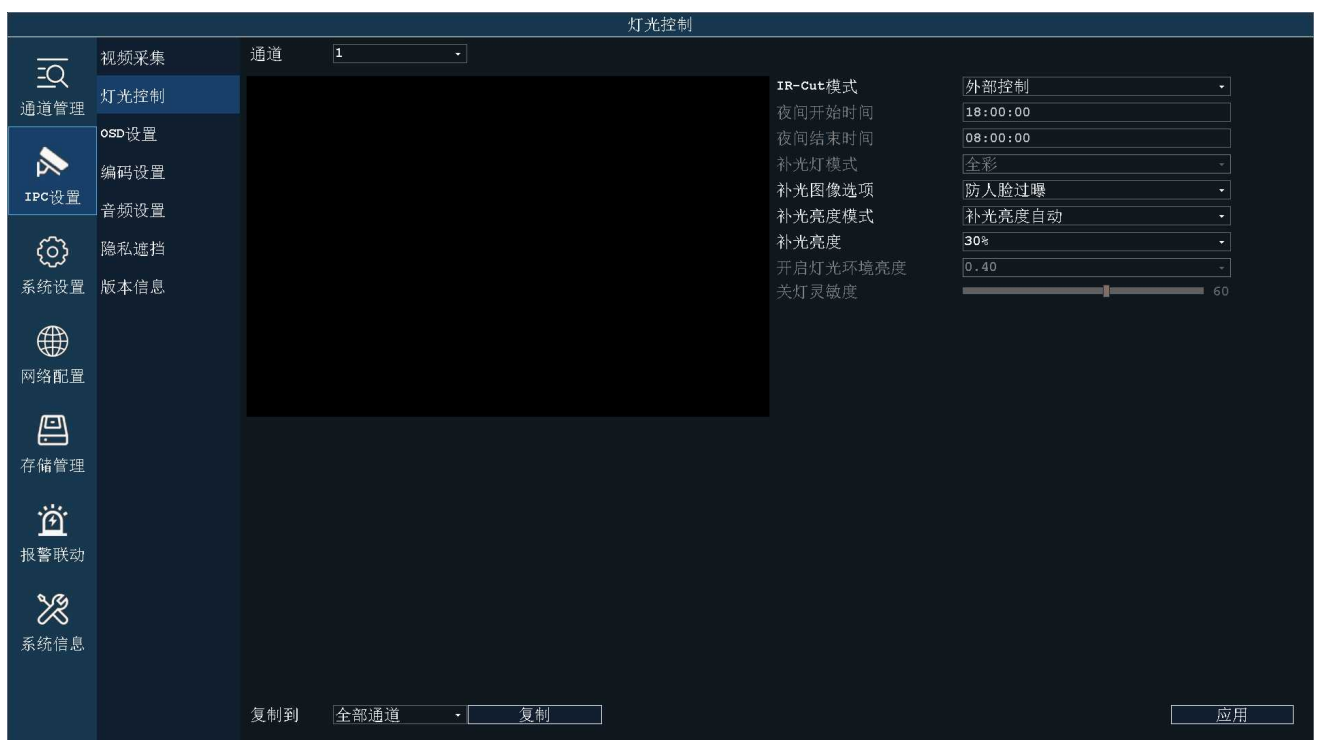 灯光控制
通道管理
IPC设置
系统设置
网络配置
存储管理
报警联动
系统信息
视频采集
灯光控制
OSD设置
编码设置
音频设置
隐私遮挡
版本信息
通道 1
IR-Cut模式 外部控制
夜间开始时间 18:00:00
夜间结束时间 08:00:00
补光灯模式 全彩
补光图像选项 防人脸过曝
补光亮度模式 补光亮度自动
补光亮度 30%
开启灯光环境亮度 0.40
关灯灵敏度 60
复制到 全部通道 复制 应用